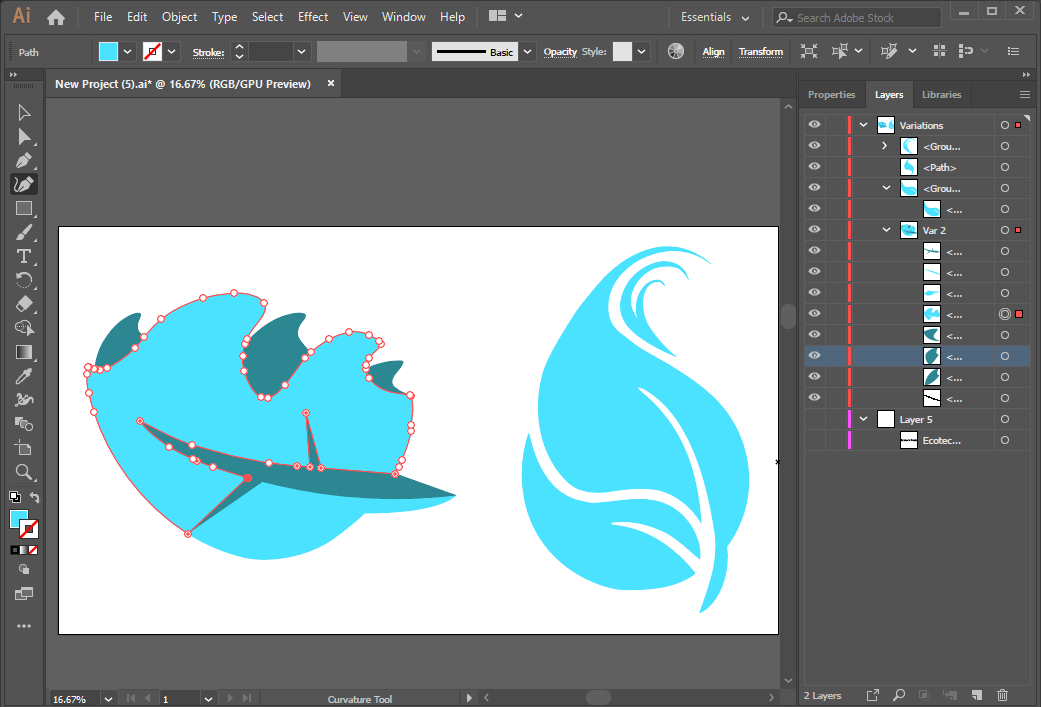 Ai File Edit Object Type Select Effect View Window Help Essentials Search Adobe Stock
Path Stroke: Basic Opacity Style: Align Transform
New Project (5).ai* @ 16.67% (RGB/GPU Preview)
Properties Layers Libraries
Variations
<Grou...
<Path>
<Grou...
<...
Var 2
<...
<...
<...
<...
<...
<...
<...
<...
Layer 5
Ecotec...
16.67% 1 Curvature Tool 2 Layers